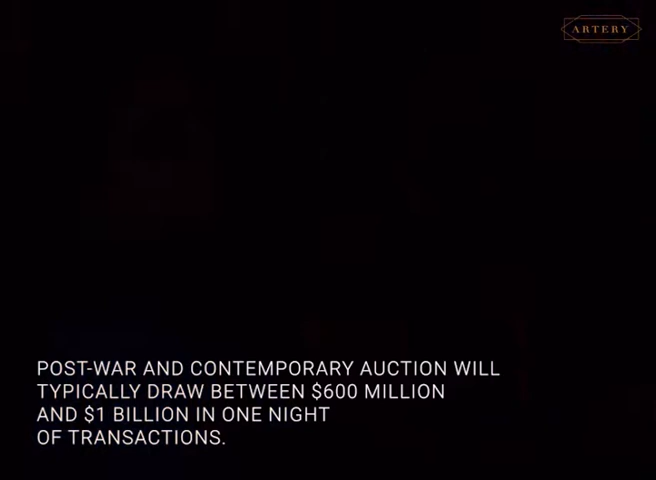 ARTERY
POST-WAR AND CONTEMPORARY AUCTION WILL
TYPICALLY DRAW BETWEEN $600 MILLION
AND $1 BILLION IN ONE NIGHT
OF TRANSACTIONS.